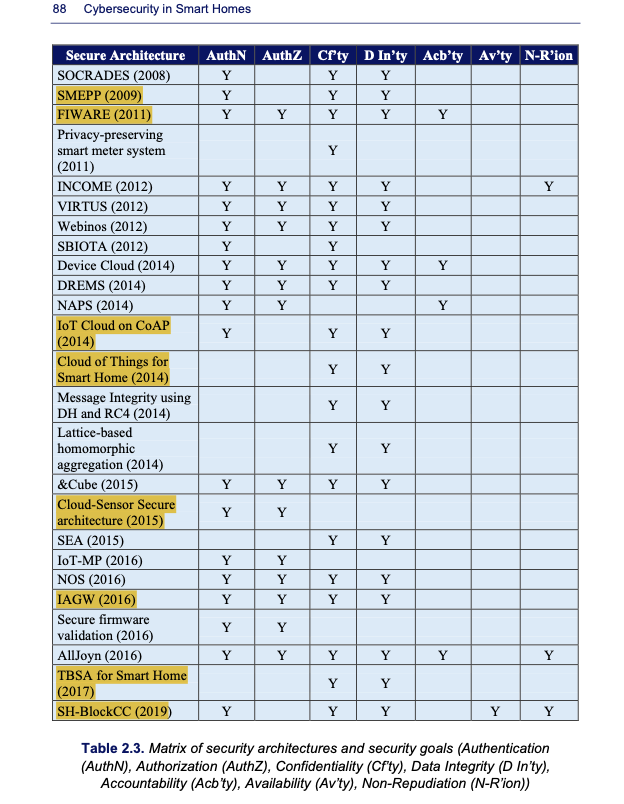 88 Cybersecurity in Smart Homes
Secure Architecture AuthN AuthZ Cf'ty D In'ty Acb'ty Av'ty N-R'ion
SOCRADES (2008) Y Y Y
SMEPP (2009) Y Y Y
FIWARE (2011) Y Y Y Y Y
Privacy-preserving
smart meter system
(2011)
Y
INCOME (2012) Y Y Y Y Y
VIRTUS (2012) Y Y Y Y
Webinos (2012) Y Y Y Y
SBIOTA (2012) Y Y
Device Cloud (2014) Y Y Y Y Y
DREMS (2014) Y Y Y Y
NAPS (2014) Y Y Y
IoT Cloud on CoAP
(2014)
Y Y Y
Cloud of Things for
Smart Home (2014)
Y Y
Message Integrity using
DH and RC4 (2014)
Y Y
Lattice-based
homomorphic
aggregation (2014)
Y Y
&Cube (2015) Y Y Y Y
Cloud-Sensor Secure
architecture (2015)
Y Y
SEA (2015) Y Y
IoT-MP (2016) Y Y
NOS (2016) Y Y Y Y
IAGW (2016) Y Y Y Y
Secure firmware
validation (2016)
Y Y
AllJoyn (2016) Y Y Y Y Y Y
TBSA for Smart Home
(2017)
Y Y
SH-BlockCC (2019) Y Y Y Y Y
Table 2.3. Matrix of security architectures and security goals (Authentication
(AuthN), Authorization (AuthZ), Confidentiality (Cf'ty), Data Integrity (D In'ty),
Accountability (Acb'ty), Availability (Av'ty), Non-Repudiation (N-R'ion))